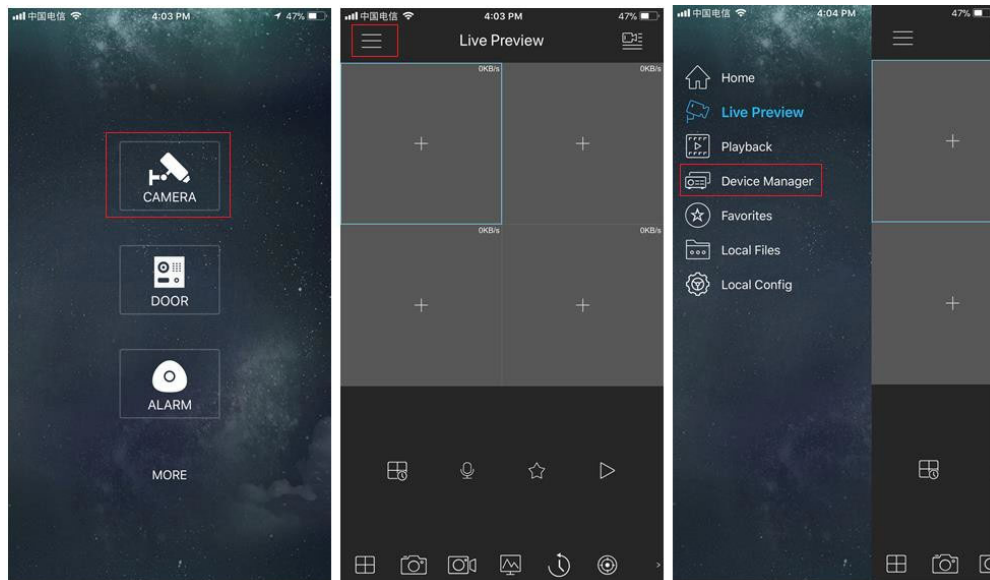 中国电信
4:03 PM
47%
CAMERA
DOOR
ALARM
MORE
中国电信
4:03 PM
47%
Live Preview
0KB/s
0KB/s
0KB/s
0KB/s
中国电信
4:04 PM
47%
Home
Live Preview
Playback
Device Manager
Favorites
Local Files
Local Config